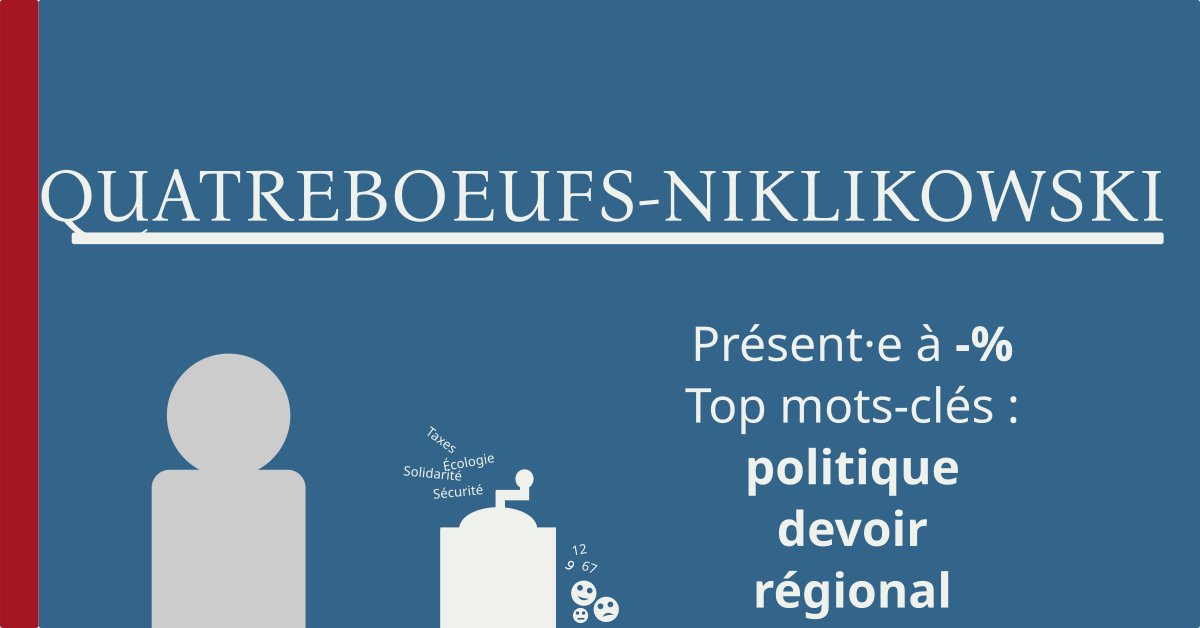 QUATREBOEUFS-NIKLIKOWSKI
Présent·e à -%
Top mots-clés :
politique
devoir
régional
Taxes
Écologie
Solidarité
Sécurité
12
9 67